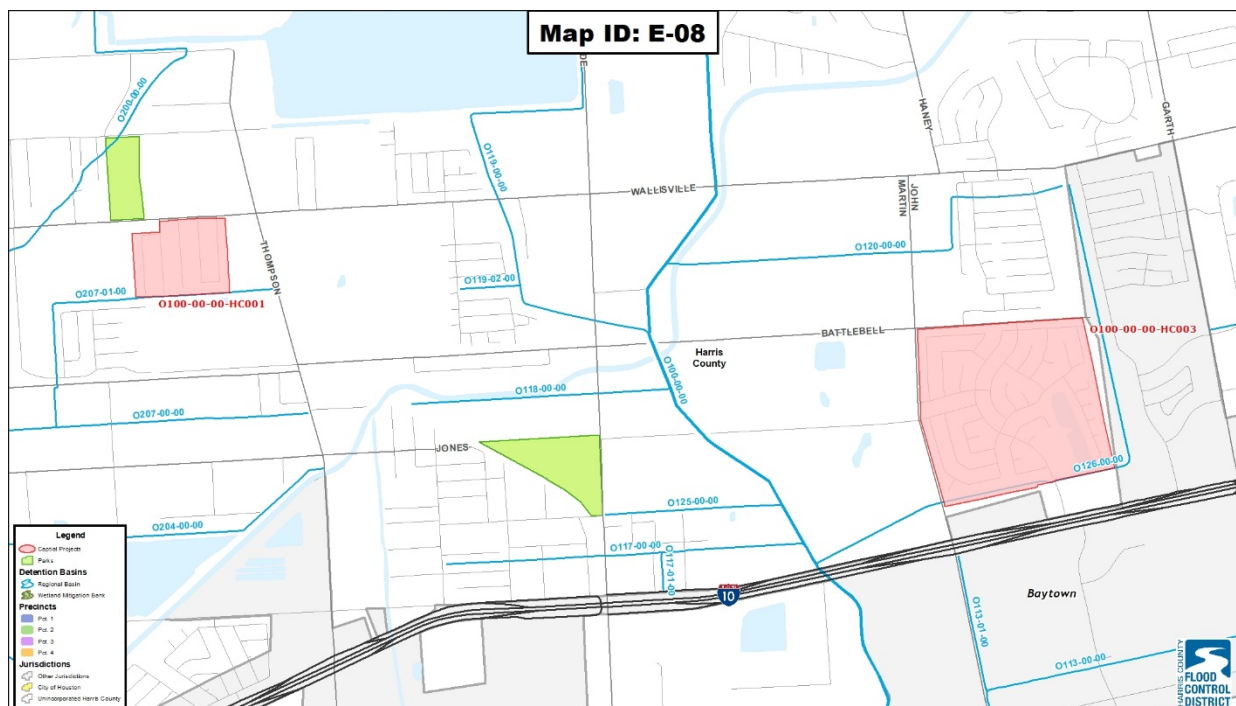 Map ID: E-08
DE
O200-00-00
HANEY
GARTH
O119-00-00
WALLISVILLE
JOHN
MARTIN
THOMPSON
O120-00-00
O119-02-00
O207-01-00
O100-00-00-HC001
BATTLEBELL
O100-00-00-HC003
Harris
County
O100-00-00
O118-00-00
O207-00-00
JONES
O126-00-00
O125-00-00
O204-00-00
O117-00-00
O117-01-00
10
Baytown
O113-01-00
O113-00-00
Legend
Capital Projects
Parks
Detention Basins
Regional Basin
Wetland Mitigation Bank
Precincts
Pct. 1
Pct. 2
Pct. 3
Pct. 4
Jurisdictions
Other Jurisdictions
City of Houston
Unincorporated Harris County
HARRIS COUNTY
FLOOD
CONTROL
DISTRICT